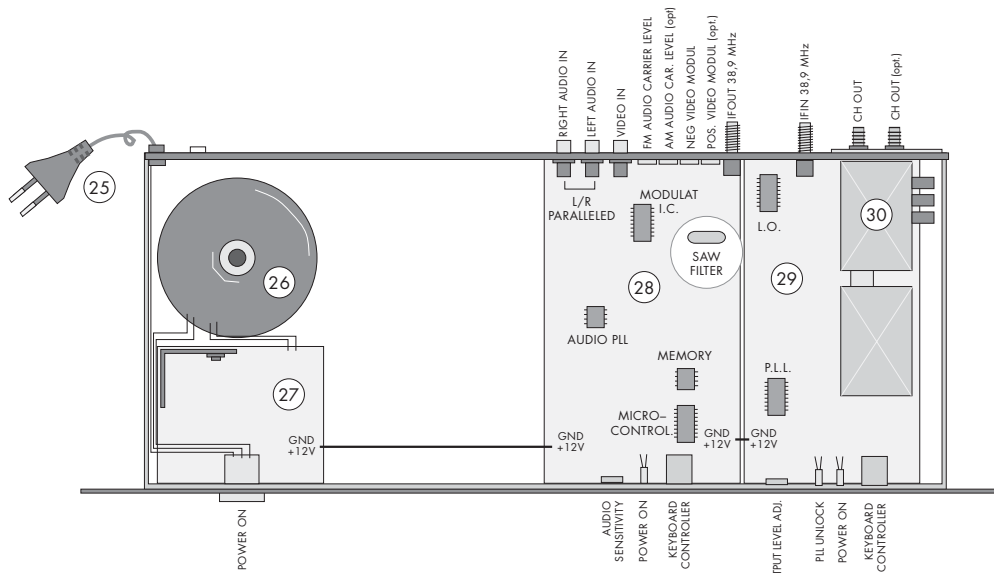 RIGHT AUDIO IN
LEFT AUDIO IN
VIDEO IN
FM AUDIO CARRIER LEVEL
AM AUDIO CAR. LEVEL (opt)
NEG VIDEO MODUL
POS. VIDEO MODUL (opt.)
IFOUT 38,9 MHz
IFIN 38,9 MHz
CH OUT
CH OUT (opt.)
25
26
L/R
PARALLELED
MODULAT
I.C.
SAW
FILTER
L.O.
30
28
29
AUDIO PLL
MEMORY
P.L.L.
27
MICRO–
CONTROL.
GND
+12V
GND
+12V
GND
+12V
GND
+12V
POWER ON
AUDIO
SENSITIVITY
POWER ON
KEYBOARD
CONTROLLER
TPUT LEVEL ADJ.
PLL UNLOCK
POWER ON
KEYBOARD
CONTROLLER